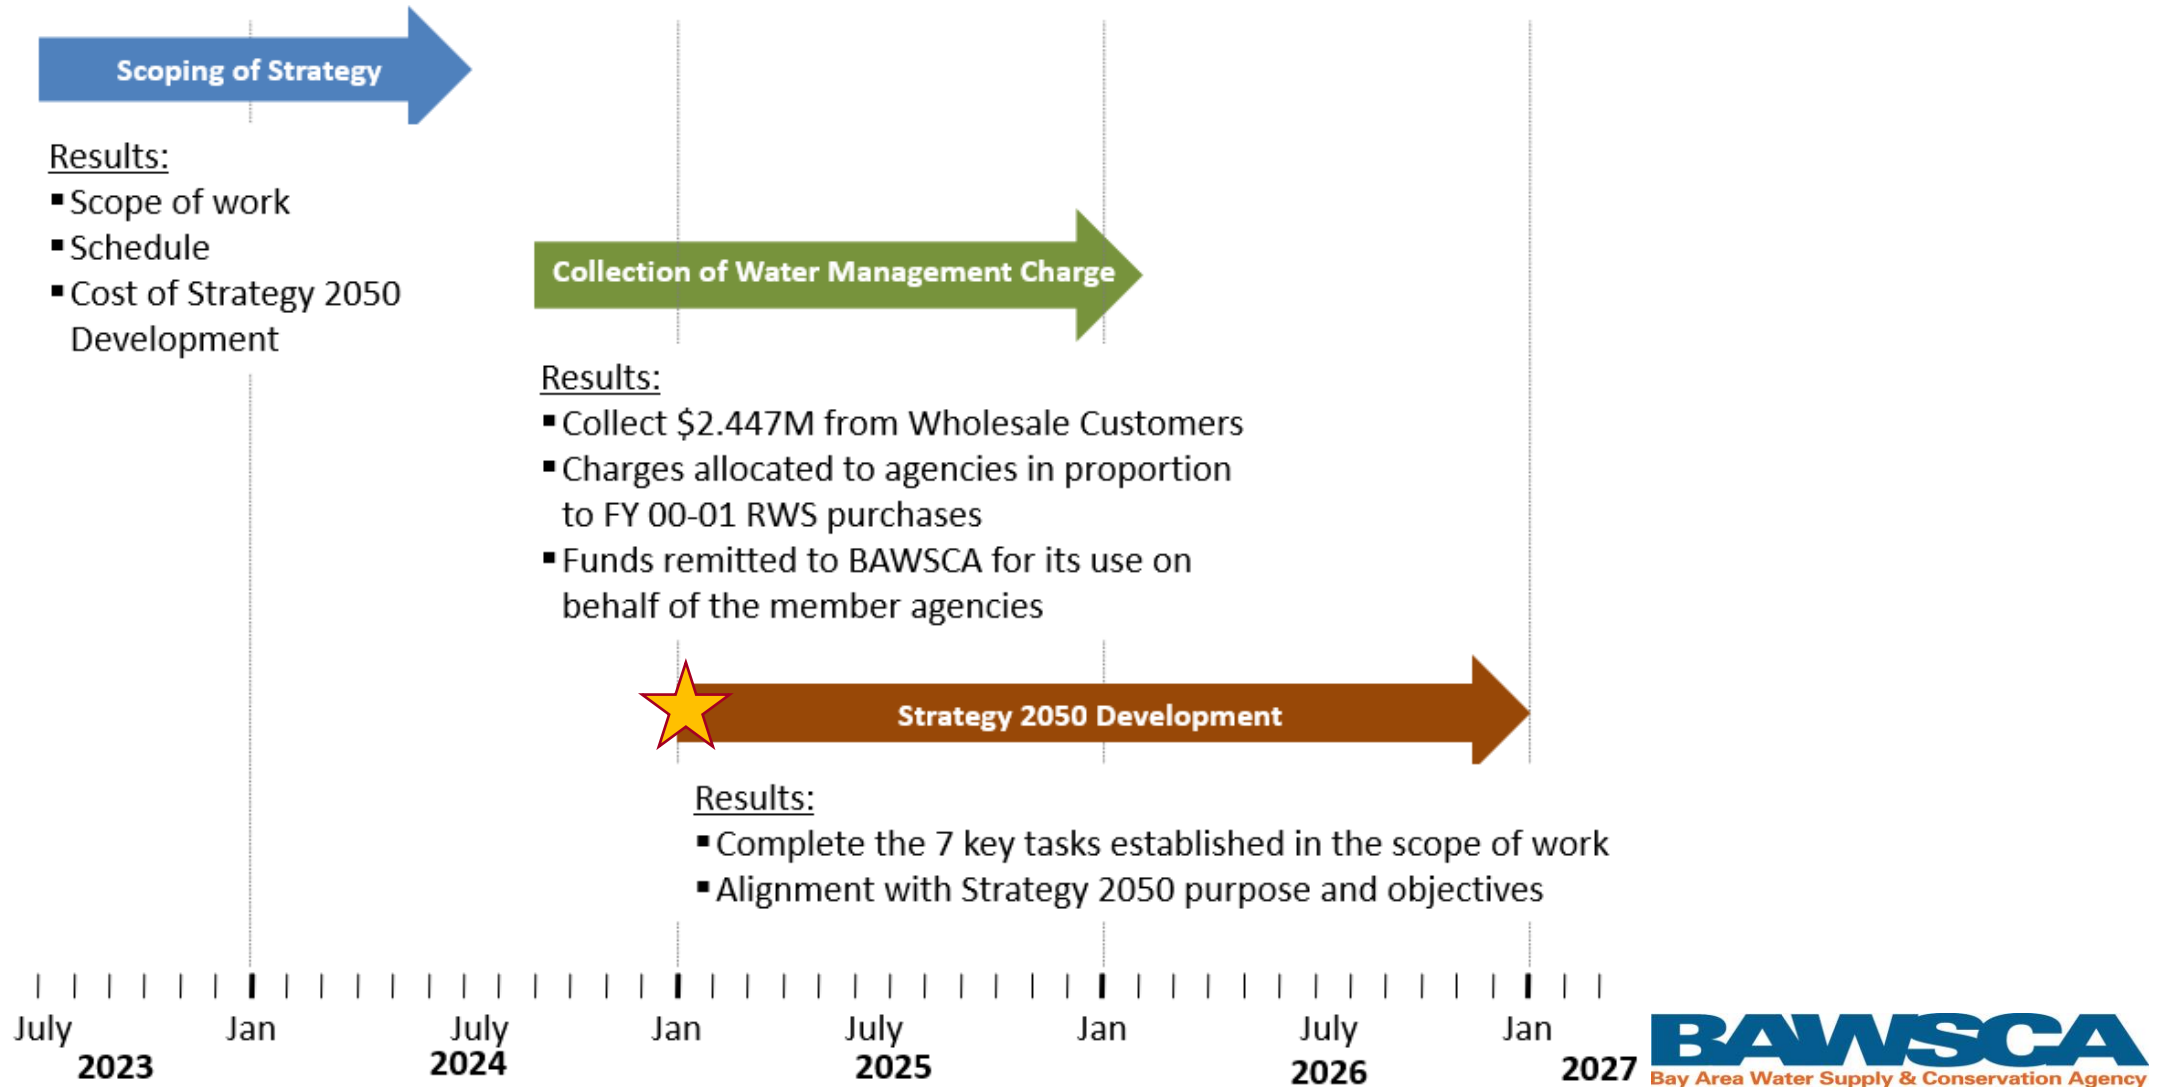 Scoping of Strategy
Results:
▪Scope of work
▪Schedule
▪Cost of Strategy 2050
Development
Collection of Water Management Charge
Results:
▪Collect $2.447M from Wholesale Customers
▪Charges allocated to agencies in proportion
to FY 00-01 RWS purchases
▪Funds remitted to BAWSCA for its use on
behalf of the member agencies
Strategy 2050 Development
Results:
▪Complete the 7 key tasks established in the scope of work
▪Alignment with Strategy 2050 purpose and objectives
July Jan July Jan July Jan July Jan
2023 2024 2025 2026 2027
BAWSCA
Bay Area Water Supply & Conservation Agency